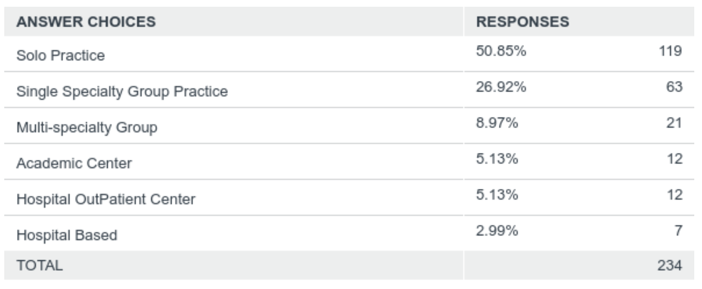 ANSWER CHOICES RESPONSES
Solo Practice 50.85% 119
Single Specialty Group Practice 26.92% 63
Multi-specialty Group 8.97% 21
Academic Center 5.13% 12
Hospital OutPatient Center 5.13% 12
Hospital Based 2.99% 7
TOTAL 234